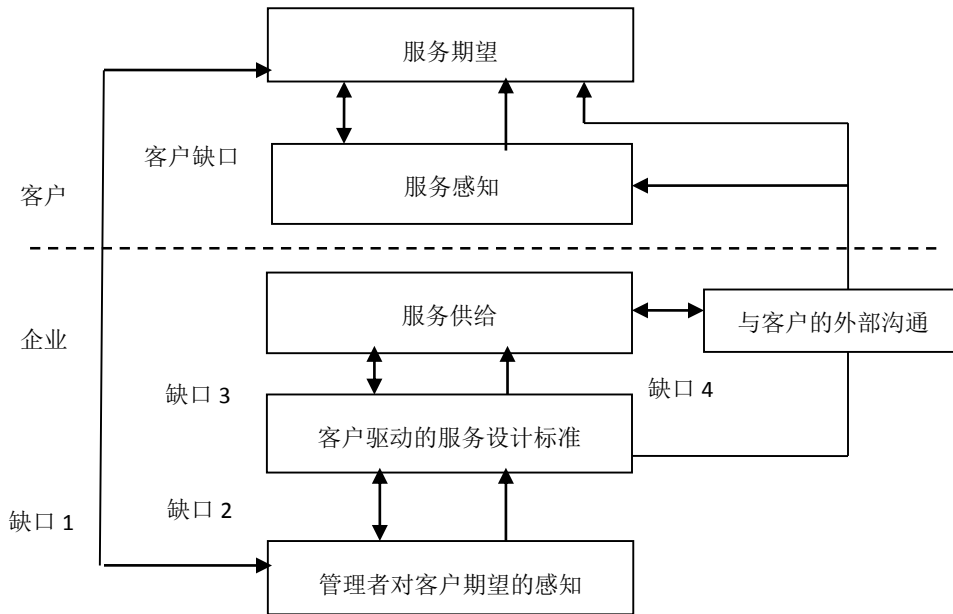 服务期望
客户缺口
服务感知
客户
服务供给
与客户的外部沟通
企业
缺口 3
缺口 4
客户驱动的服务设计标准
缺口 2
缺口 1
管理者对客户期望的感知